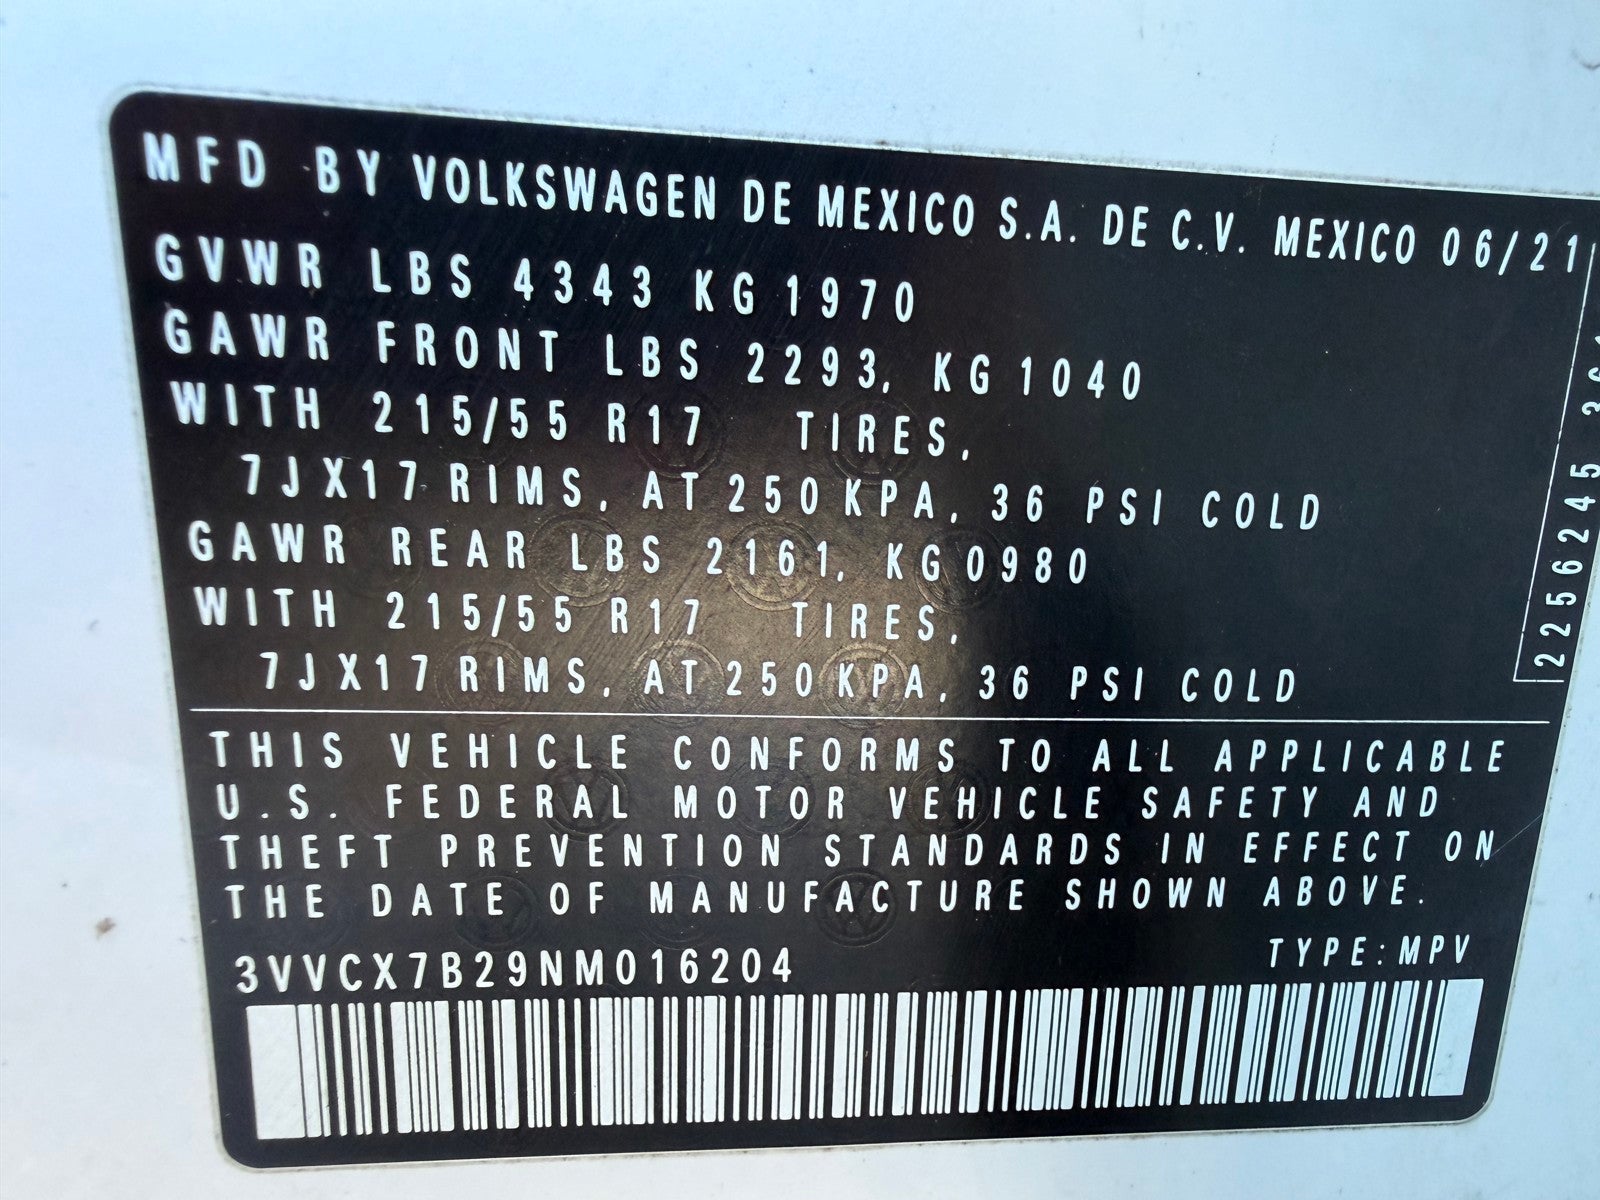 MFD BY VOLKSWAGEN DE MEXICO S.A. DE C.V. MEXICO 06/21
GVWR LBS 4343 KG 1970
GAWR FRONT LBS 2293, KG 1040
WITH 215/55 R17 TIRES,
7JX17 RIMS, AT 250 KPA, 36 PSI COLD
GAWR REAR LBS 2161, KG 0980
WITH 215/55 R17 TIRES,
7JX17 RIMS, AT 250 KPA, 36 PSI COLD
THIS VEHICLE CONFORMS TO ALL APPLICABLE
U.S. FEDERAL MOTOR VEHICLE SAFETY AND
THEFT PREVENTION STANDARDS IN EFFECT ON
THE DATE OF MANUFACTURE SHOWN ABOVE.
3VVCX7B29NM016204
TYPE: MPV
2256245